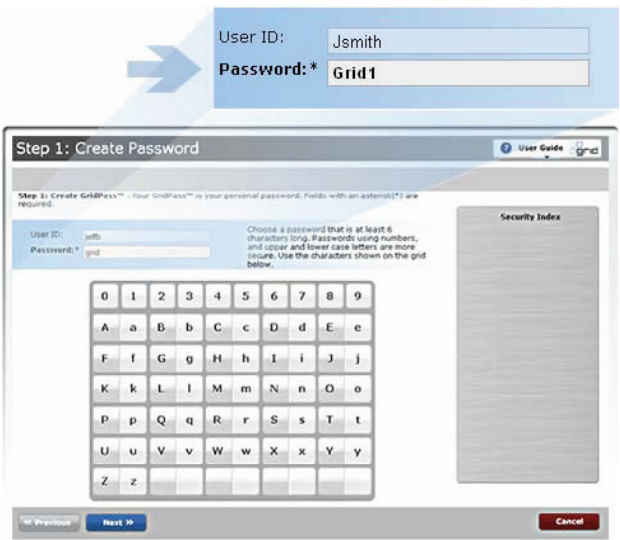 User ID: Jsmith
Password:* Grid1
Step 1: Create Password
? User Guide grid
Step 1: Create GridPass™ - Your GridPass™ is your personal password. Fields with an asterisk(*) are
required.
Security Index
User ID:
Password:* grid
Choose a password that is at least 6
characters long. Passwords using numbers,
and upper and lower case letters are more
secure. Use the characters shown on the grid
below.
0 1 2 3 4 5 6 7 8 9
A a B b C c D d E e
F f G g H h I i J j
K k L l M m N n O o
P p Q q R r S s T t
U u V v W w X x Y y
Z z
« Previous Next » Cancel